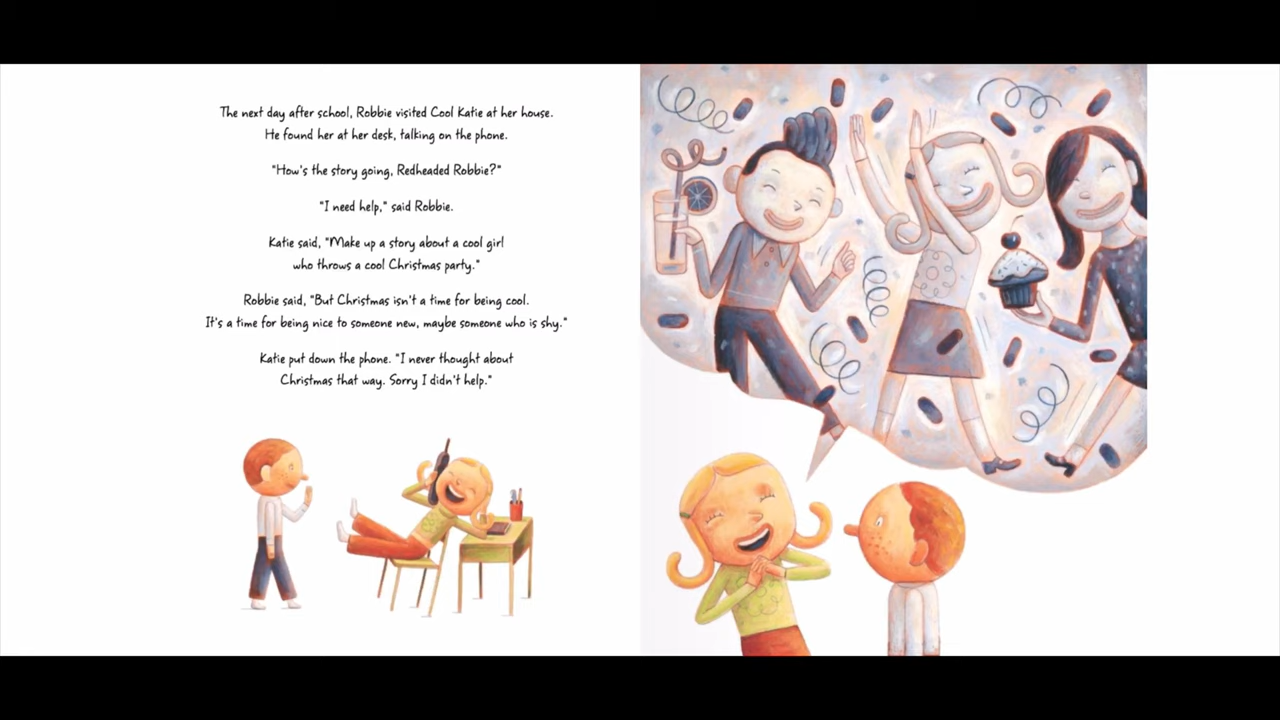 The next day after school, Robbie visited Cool Katie at her house.
He found her at her desk, talking on the phone.
"How's the story going, Redheaded Robbie?"
"I need help," said Robbie.
Katie said, "Make up a story about a cool girl
who throws a cool Christmas party."
Robbie said, "But Christmas isn't a time for being cool.
It's a time for being nice to someone new, maybe someone who is shy."
Katie put down the phone. "I never thought about
Christmas that way. Sorry I didn't help."